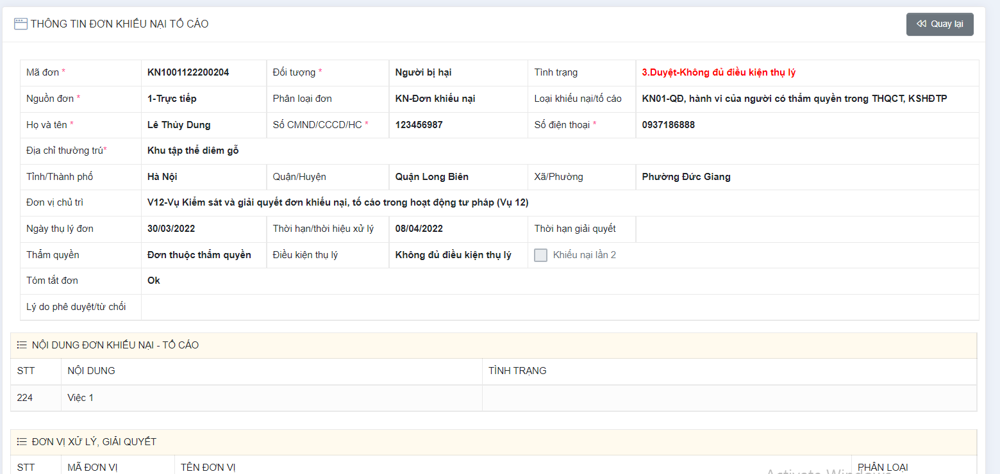 THÔNG TIN ĐƠN KHIẾU NẠI TỐ CÁO Quay lại
Mã đơn * KN1001122200204 Đối tượng * Người bị hại Tình trạng 3.Duyệt-Không đủ điều kiện thụ lý
Nguồn đơn * 1-Trực tiếp Phân loại đơn KN-Đơn khiếu nại Loại khiếu nại/tố cáo KN01-QĐ, hành vi của người có thẩm quyền trong THQCT, KSHĐTP
Họ và tên * Lê Thùy Dung Số CMND/CCCD/HC * 123456987 Số điện thoại * 0937186888
Địa chỉ thường trú* Khu tập thể diêm gỗ
Tỉnh/Thành phố Hà Nội Quận/Huyện Quận Long Biên Xã/Phường Phường Đức Giang
Đơn vị chủ trì V12-Vụ Kiểm sát và giải quyết đơn khiếu nại, tố cáo trong hoạt động tư pháp (Vụ 12)
Ngày thụ lý đơn 30/03/2022 Thời hạn/thời hiệu xử lý 08/04/2022 Thời hạn giải quyết
Thẩm quyền Đơn thuộc thẩm quyền Điều kiện thụ lý Không đủ điều kiện thụ lý Khiếu nại lần 2
Tóm tắt đơn Ok
Lý do phê duyệt/từ chối
NỘI DUNG ĐƠN KHIẾU NẠI - TỐ CÁO
STT NỘI DUNG TÌNH TRẠNG
224 Việc 1
ĐƠN VỊ XỬ LÝ, GIẢI QUYẾT
STT MÃ ĐƠN VỊ TÊN ĐƠN VỊ PHÂN LOẠI
Activate Windows